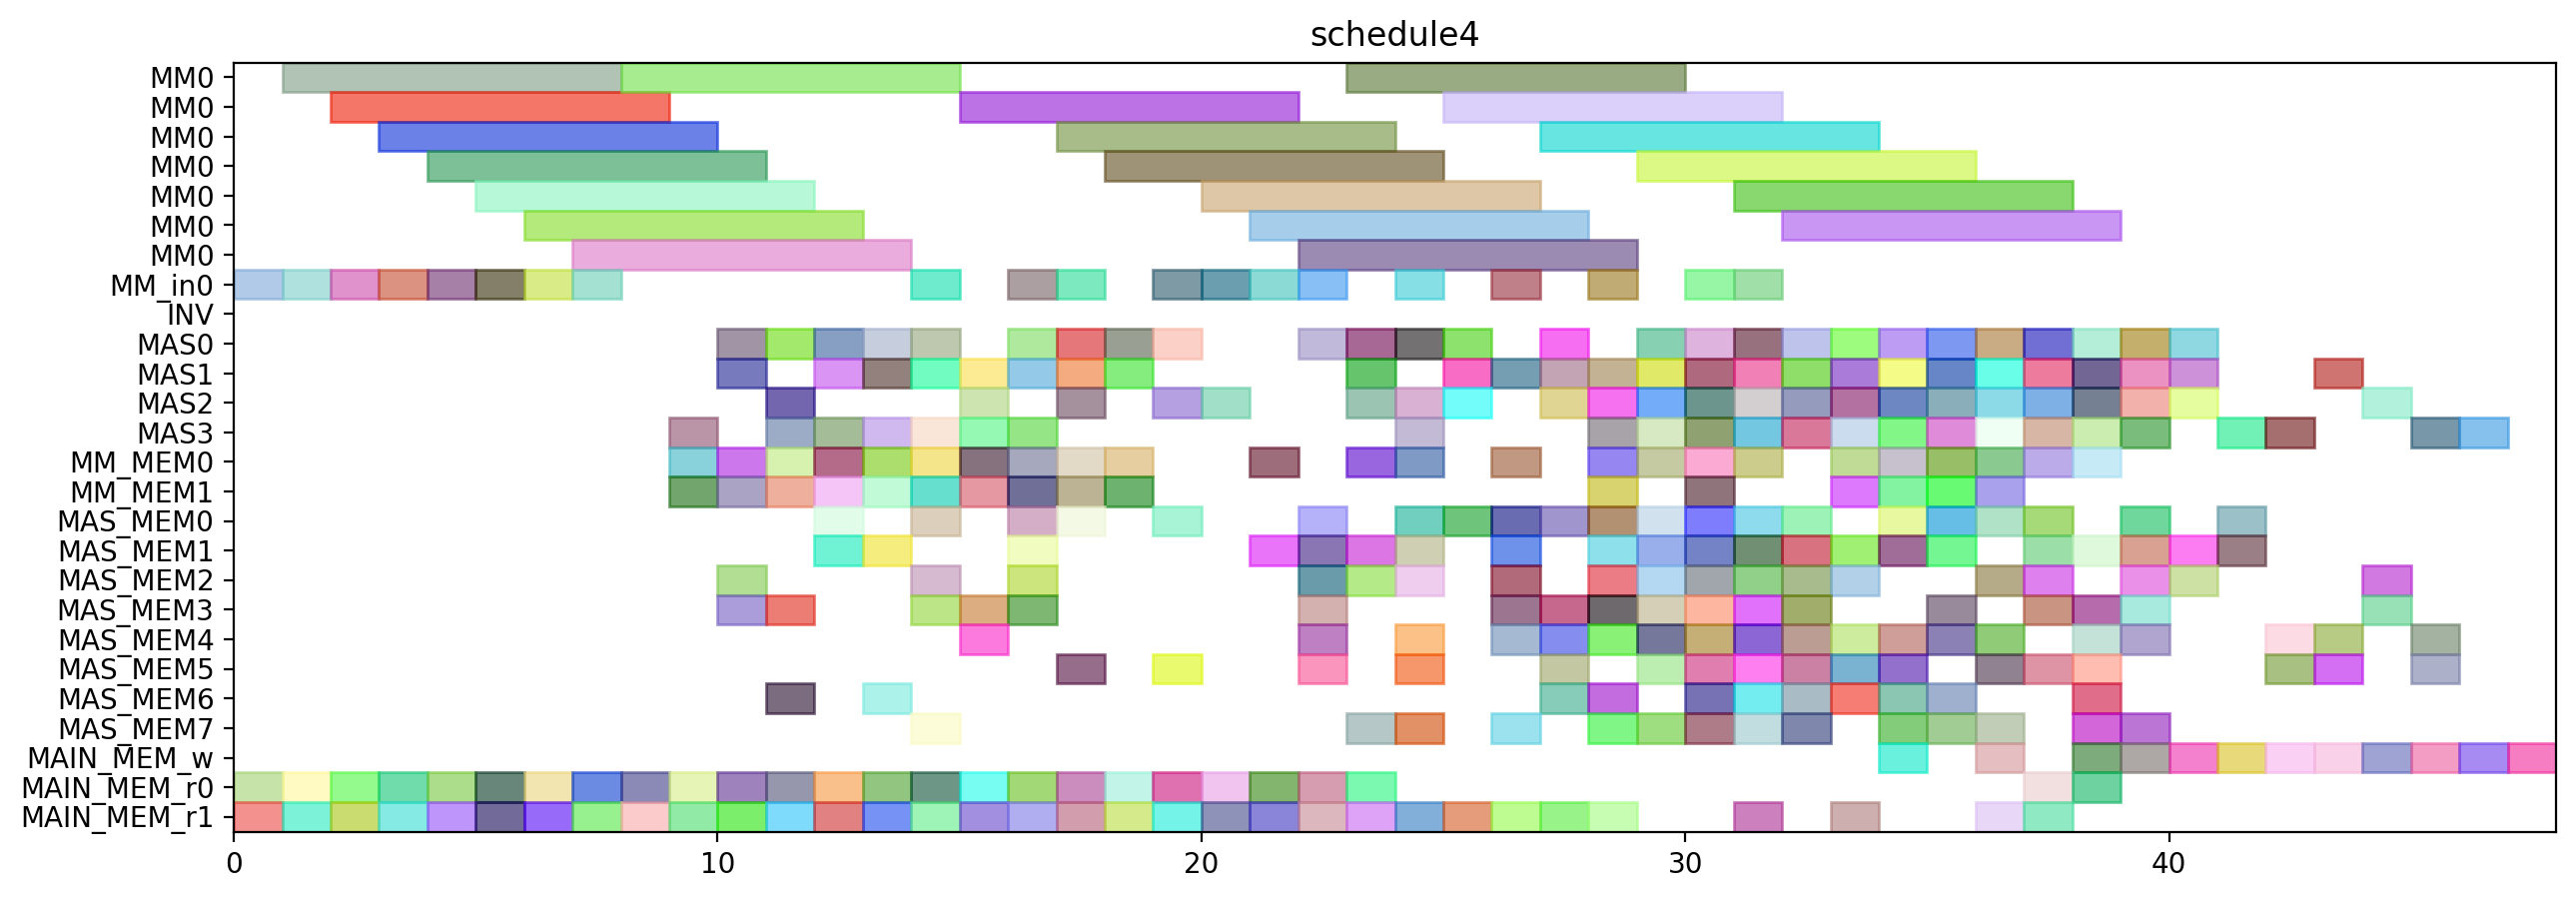 schedule4
MM0
MM0
MM0
MM0
MM0
MM0
MM0
MM_in0
INV
MAS0
MAS1
MAS2
MAS3
MM_MEM0
MM_MEM1
MAS_MEM0
MAS_MEM1
MAS_MEM2
MAS_MEM3
MAS_MEM4
MAS_MEM5
MAS_MEM6
MAS_MEM7
MAIN_MEM_w
MAIN_MEM_r0
MAIN_MEM_r1
0 10 20 30 40